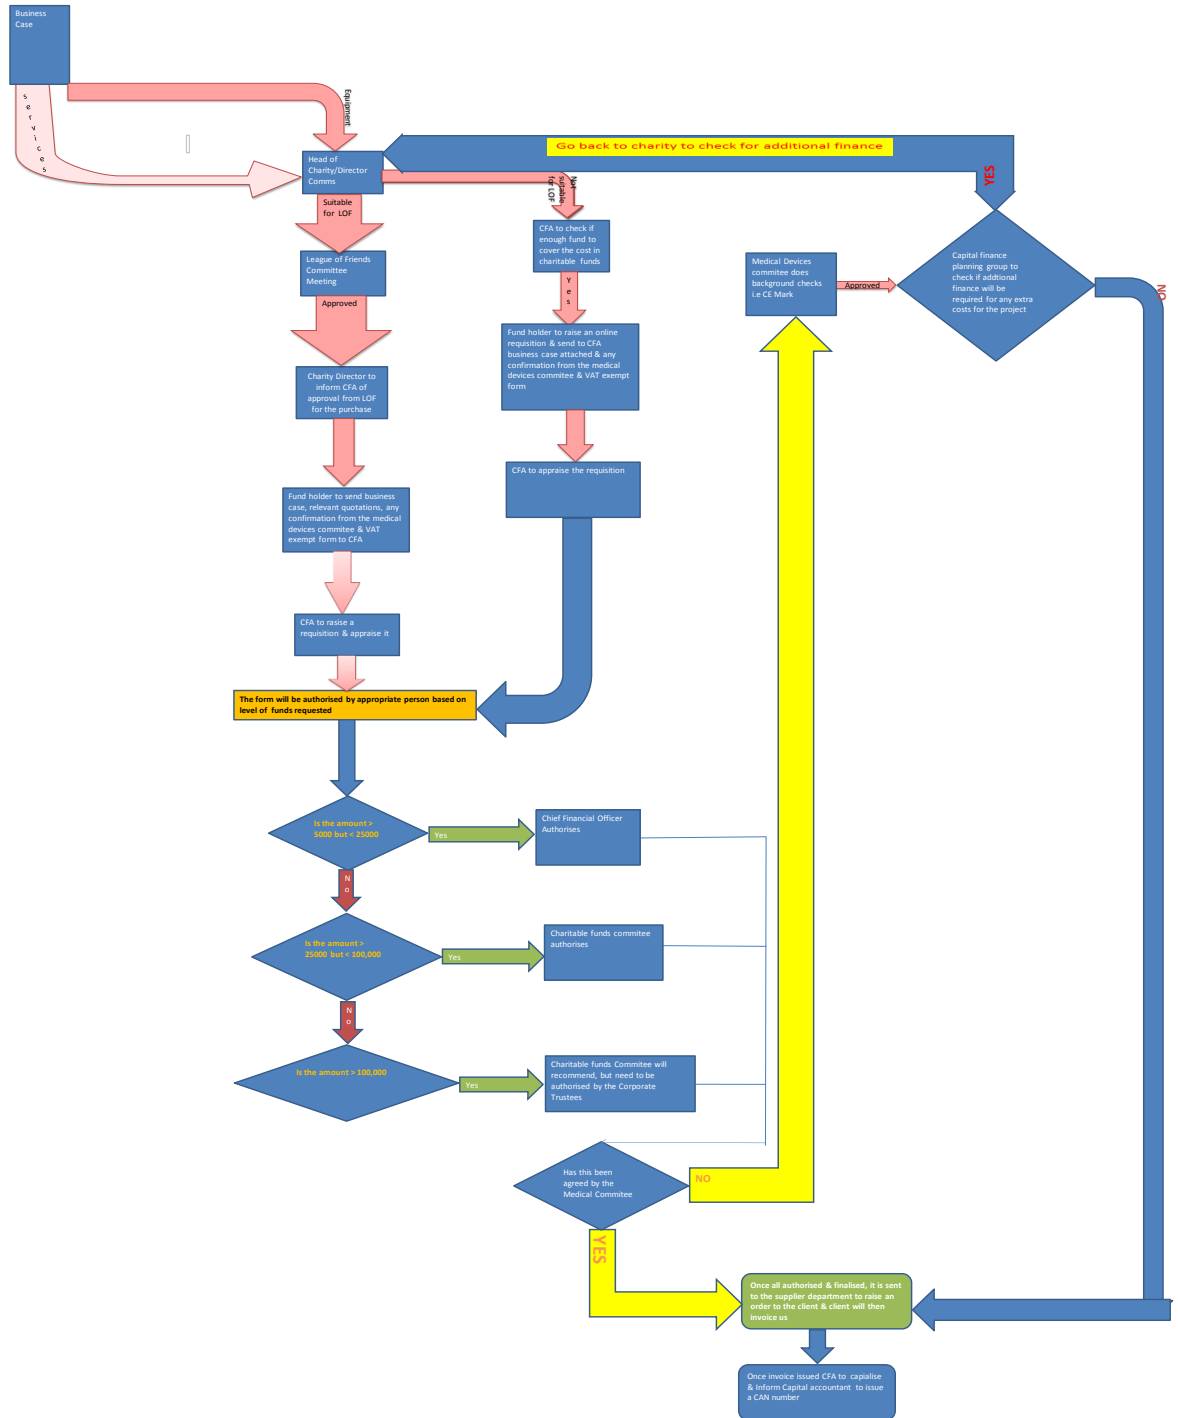 Business
Case
services
Equipment
Go back to charity to check for additional finance
YES
Head of
Charity/Director
Comms
Not
suitable
for LOF
Suitable
for LOF
CFA to check if
enough fund to
cover the cost in
charitable funds
League of Friends
Committee
Meeting
Medical Devices
commitee does
background checks
i.e CE Mark
Approved
Capital finance
planning group to
check if addtional
finance will be
required for any extra
costs for the project
NO
Yes
Approved
Fund holder to raise an online
requisition & send to CFA
business case attached & any
confirmation from the medical
devices commitee & VAT exempt
form
Charity Director to
inform CFA of
approval from LOF
for the purchase
CFA to appraise the requisition
Fund holder to send business
case, relevant quotations, any
confirmation from the medical
devices commitee & VAT
exempt form to CFA
CFA to rasise a
requisition & appraise it
The form will be authorised by appropriate person based on
level of funds requested
Is the amount >
5000 but < 25000
Yes
Chief Financial Officer
Authorises
No
Is the amount >
25000 but < 100,000
Yes
Charitable funds commitee
authorises
No
Is the amount > 100,000
Yes
Charitable funds Commitee will
recommend, but need to be
authorised by the Corporate
Trustees
Has this been
agreed by the
Medical Commitee
NO
YES
Once all authorised & finalised, it is sent
to the supplier department to raise an
order to the client & client will then
invoice us
Once invoice issued CFA to capialise
& Inform Capital accountant to issue
a CAN number